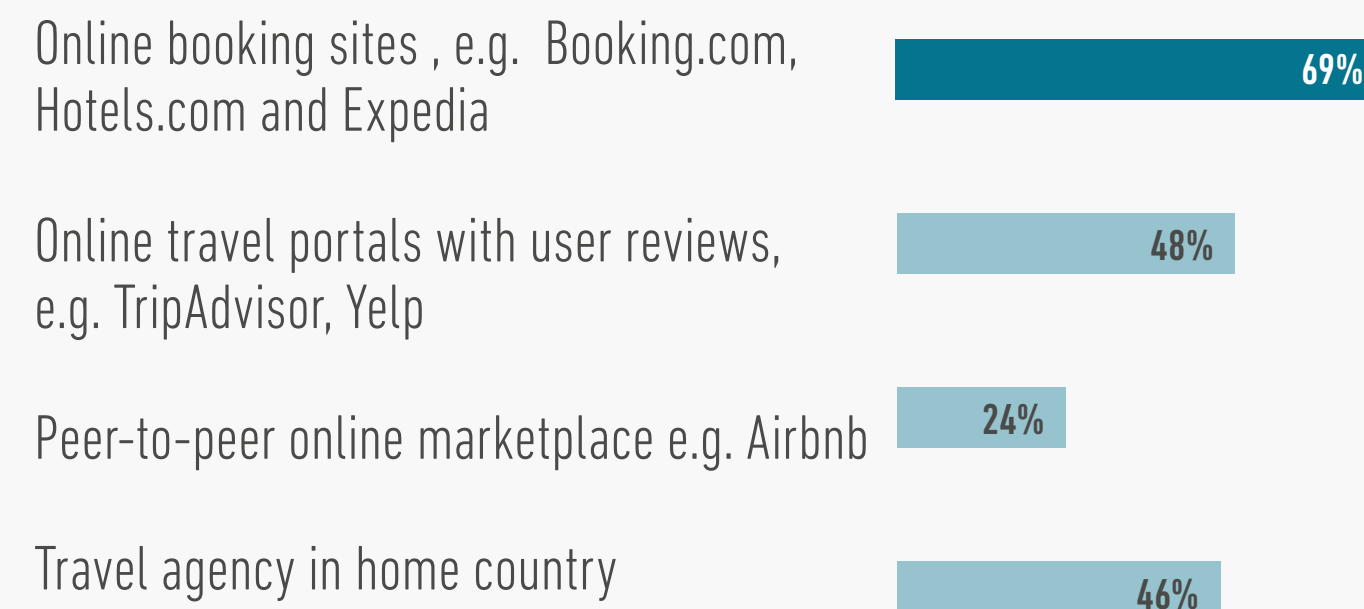 Online booking sites , e.g. Booking.com,
Hotels.com and Expedia
69%
Online travel portals with user reviews,
e.g. TripAdvisor, Yelp
48%
Peer-to-peer online marketplace e.g. Airbnb
24%
Travel agency in home country
46%